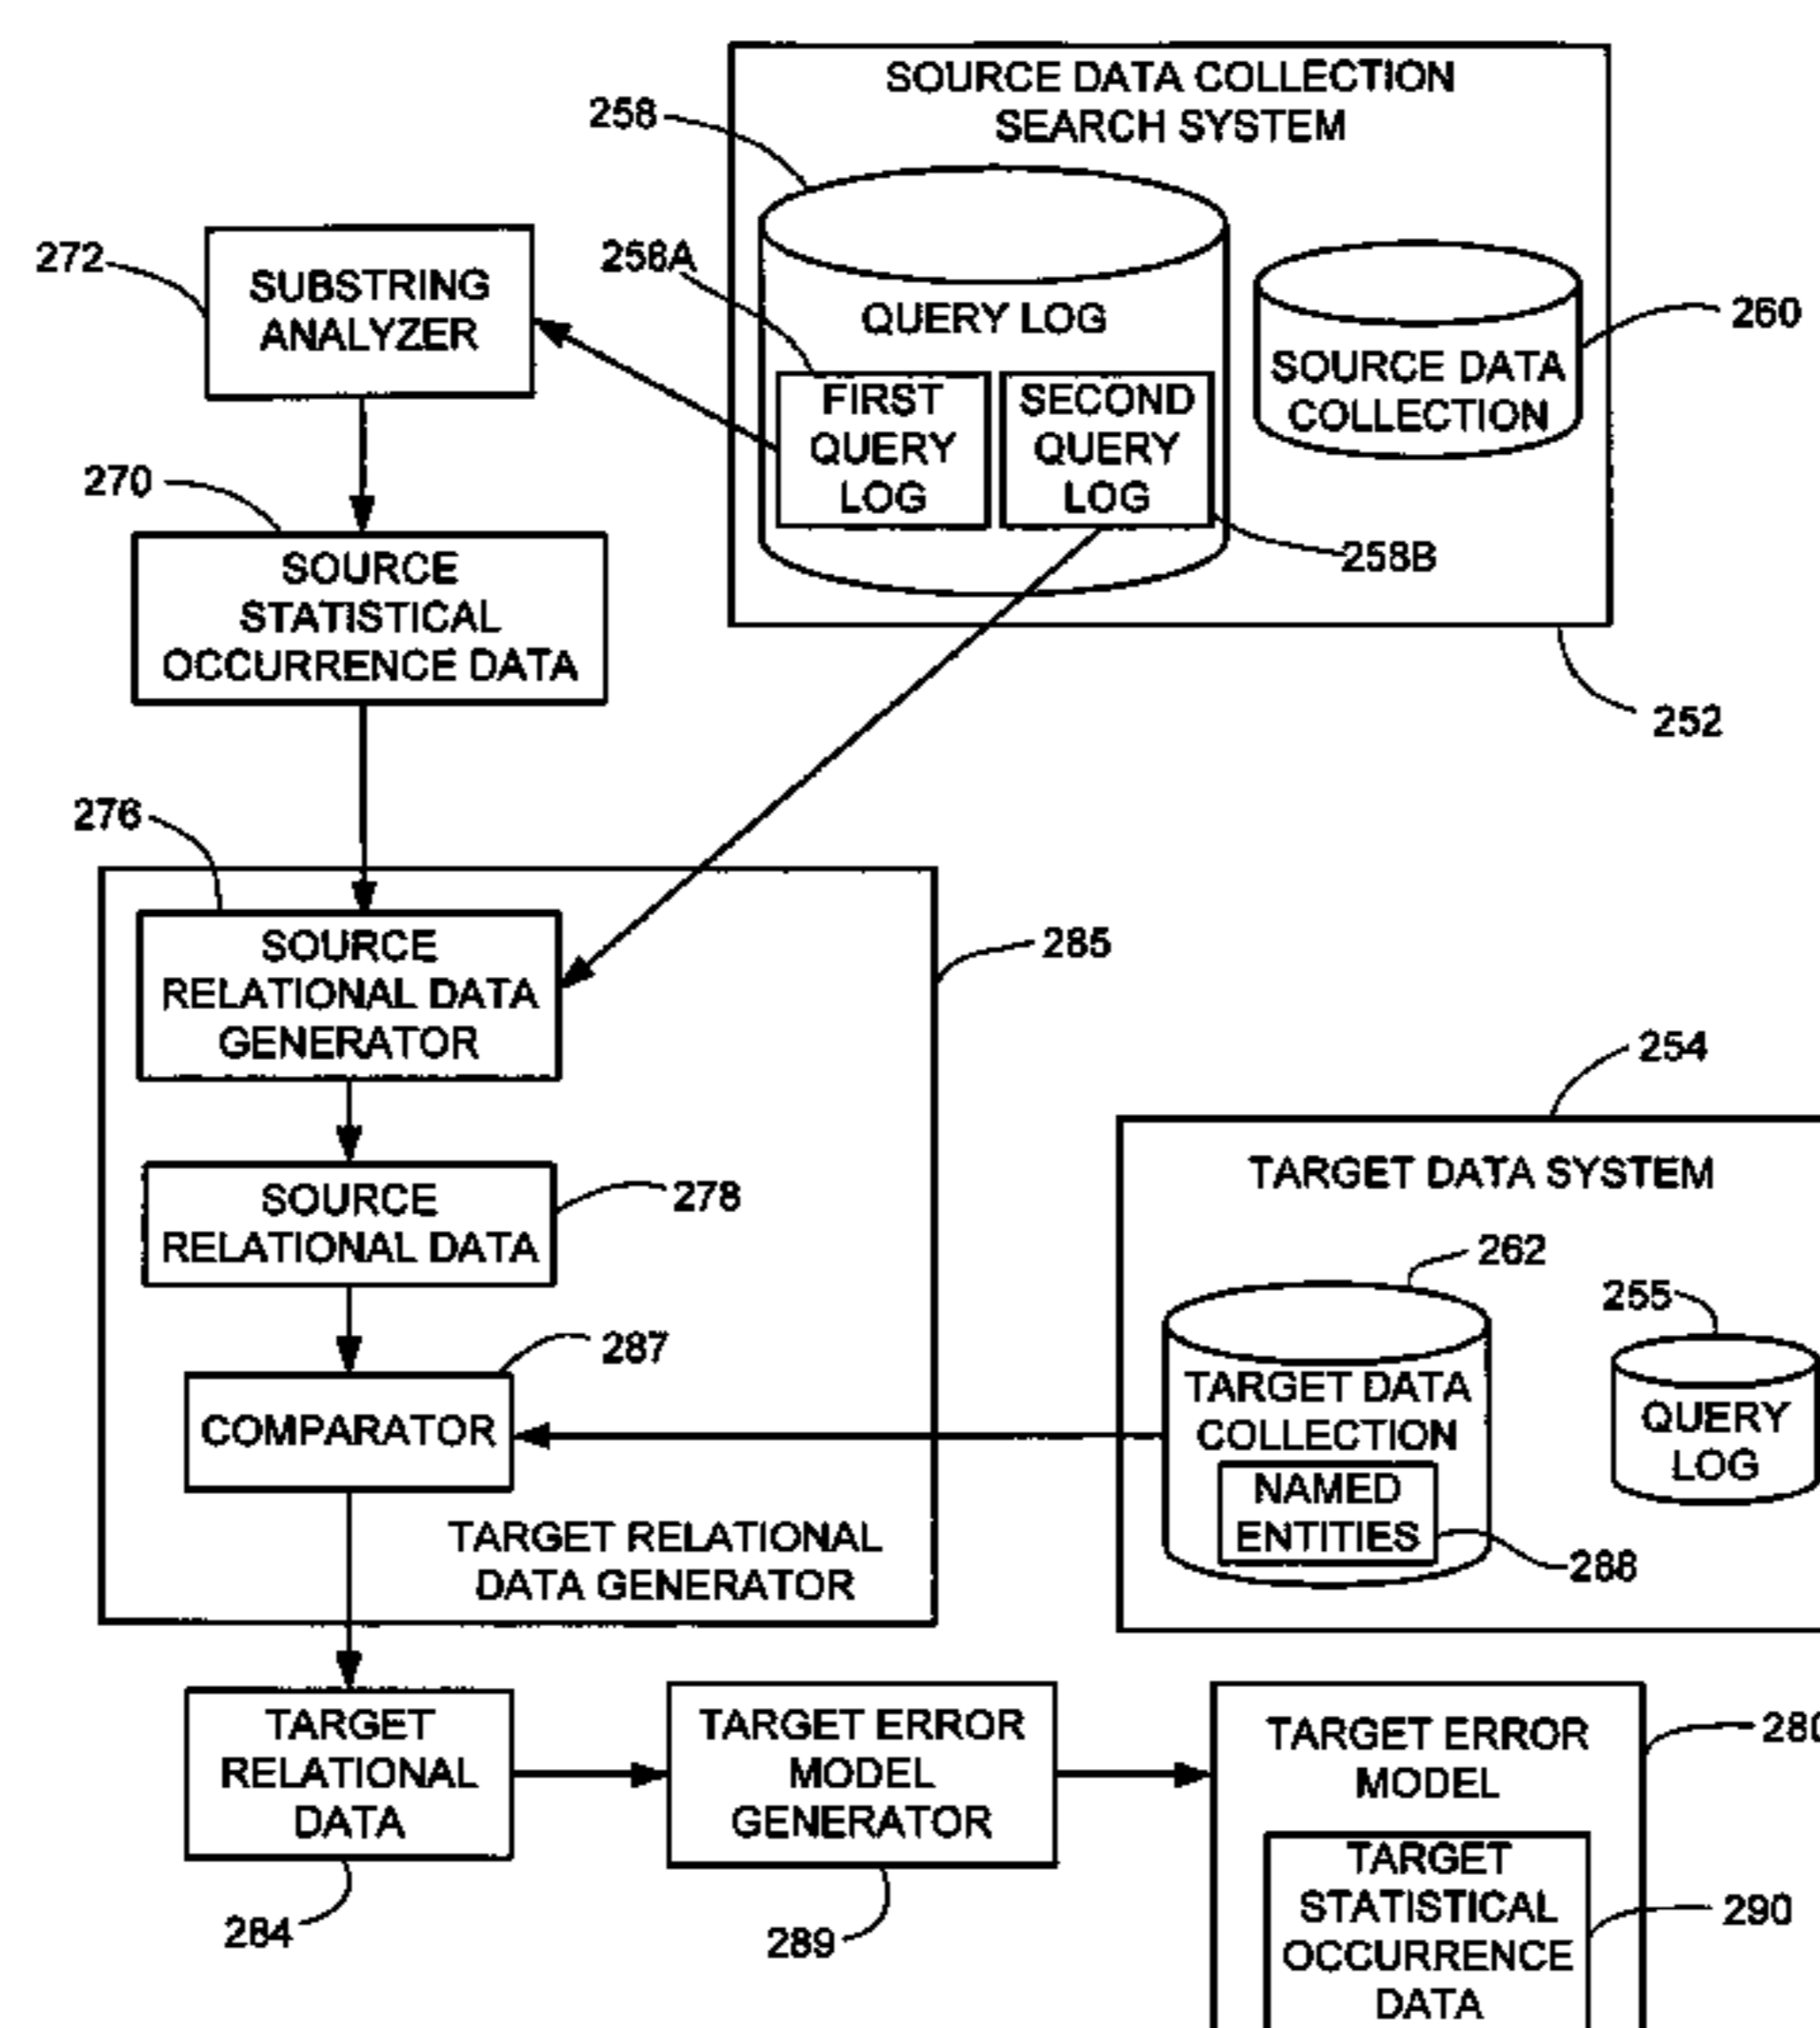 SOURCE DATA COLLECTION
SEARCH SYSTEM
258
272
SUBSTRING
ANALYZER
258A
QUERY LOG
260
SOURCE DATA
COLLECTION
FIRST
QUERY
LOG
SECOND
QUERY
LOG
258B
270
SOURCE
STATISTICAL
OCCURRENCE DATA
252
276
SOURCE
RELATIONAL DATA
GENERATOR
285
254
SOURCE
RELATIONAL DATA
278
TARGET DATA SYSTEM
262
255
287
COMPARATOR
TARGET DATA
COLLECTION
QUERY
LOG
NAMED
ENTITIES
288
TARGET RELATIONAL
DATA GENERATOR
TARGET
RELATIONAL
DATA
TARGET ERROR
MODEL
GENERATOR
TARGET ERROR
MODEL
280
TARGET
STATISTICAL
OCCURRENCE
DATA
290
284
289